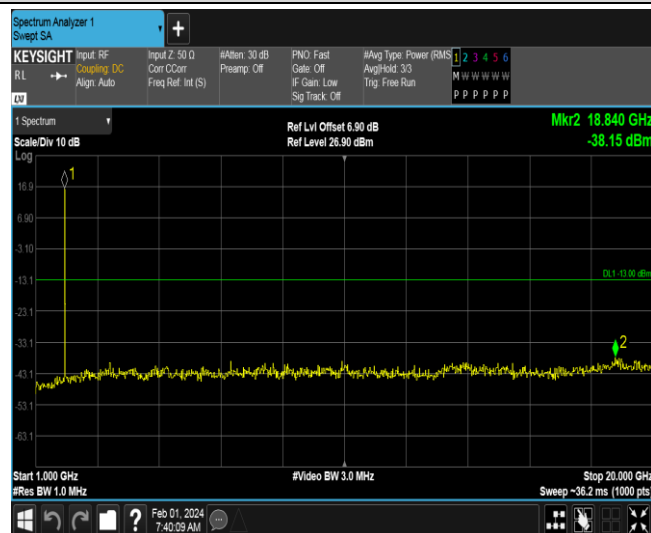 Spectrum Analyzer 1
Swept SA
+
KEYSIGHT
RL
LXI
Input: RF
Coupling: DC
Align: Auto
Input Z: 50 Ω
Corr CCorr
Freq Ref: Int (S)
#Atten: 30 dB
Preamp: Off
PNO: Fast
Gate: Off
IF Gain: Low
Sig Track: Off
#Avg Type: Power (RMS
Avg|Hold: 3/3
Trig: Free Run
1 2 3 4 5 6
M W W W W W
P P P P P P
1 Spectrum
Scale/Div 10 dB
Log
Ref Lvl Offset 6.90 dB
Ref Level 26.90 dBm
Mkr2 18.840 GHz
-38.15 dBm
1
16.9
6.90
-3.10
-13.1
DL1 -13.00 dBm
-23.1
-33.1
2
-43.1
-53.1
-63.1
Start 1.000 GHz
#Res BW 1.0 MHz
#Video BW 3.0 MHz
Stop 20.000 GHz
Sweep ~36.2 ms (1000 pts)
?
Feb 01, 2024
7:40:09 AM